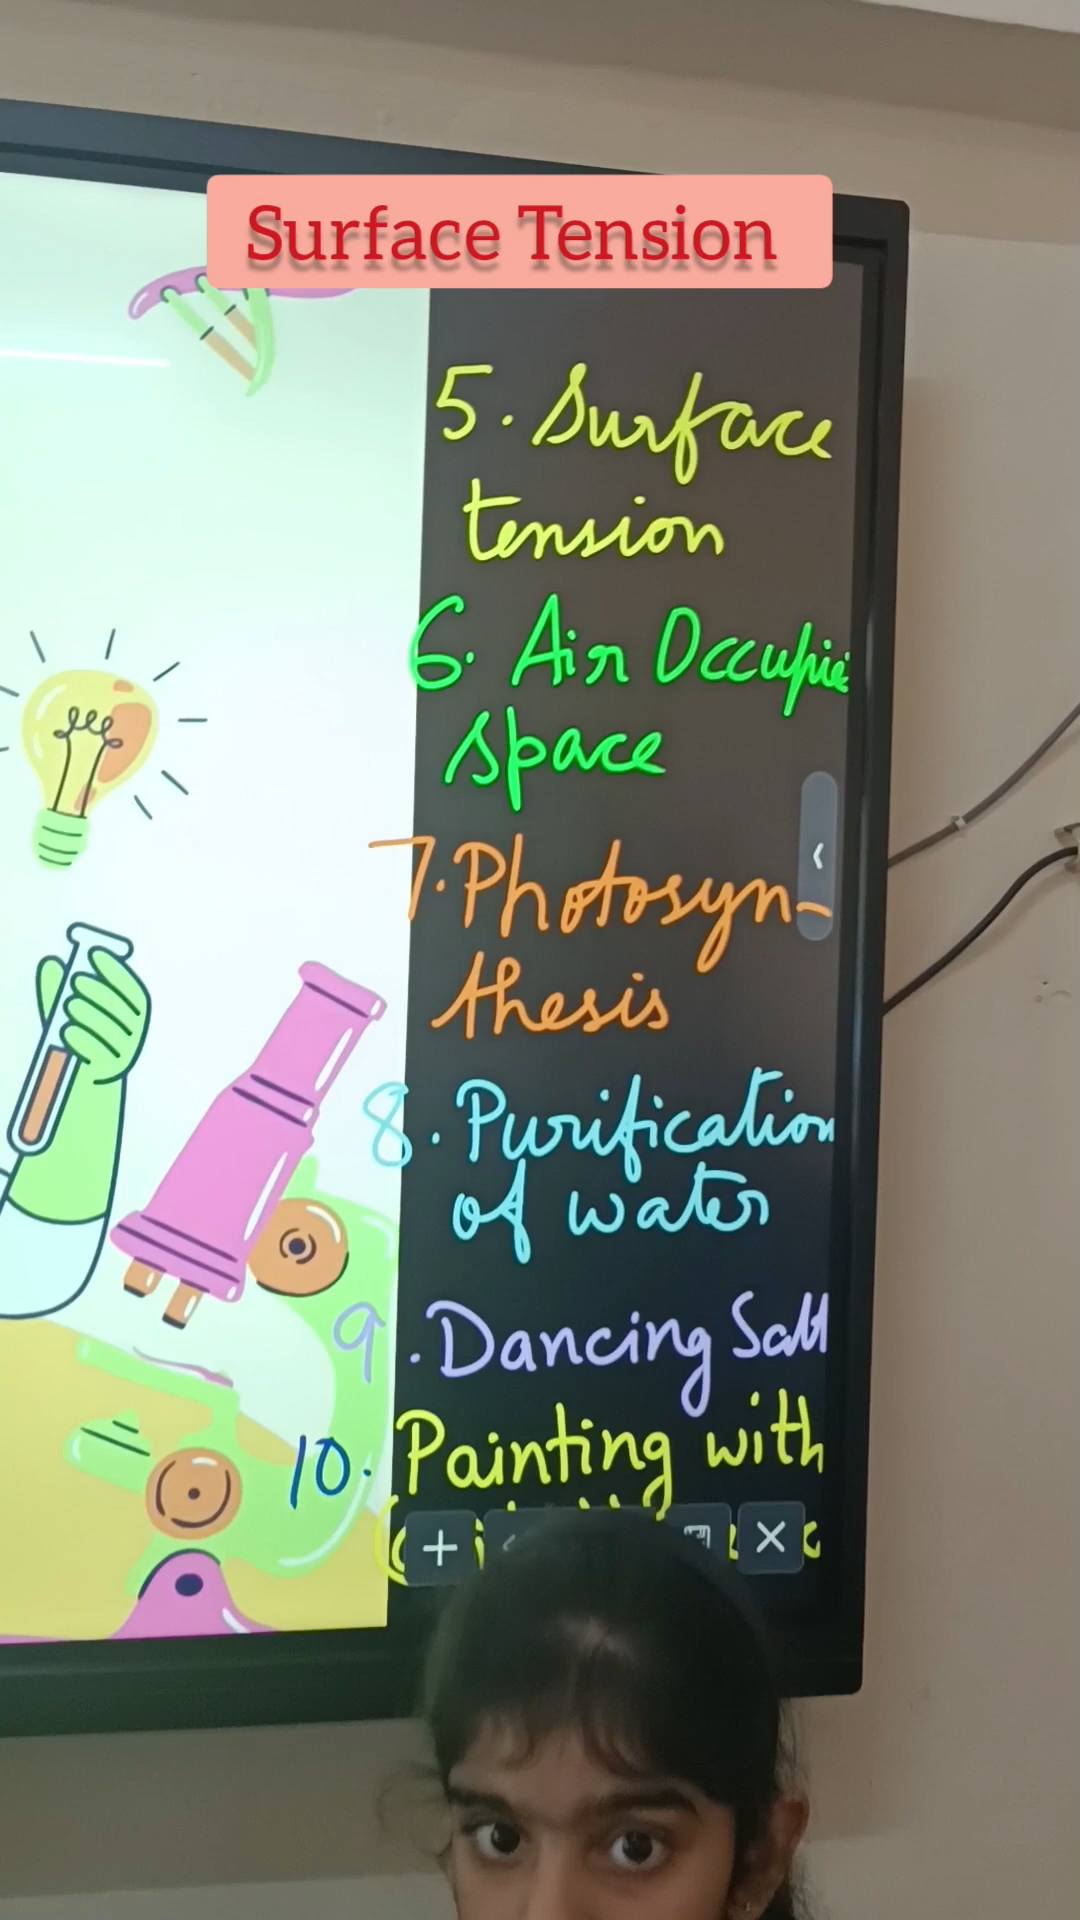 Surface Tension
5. Surface
tension
6. Air Occupie
space
7. Photosyn-
thesis
8. Purification
of water
9. Dancing Salt
10. Painting with